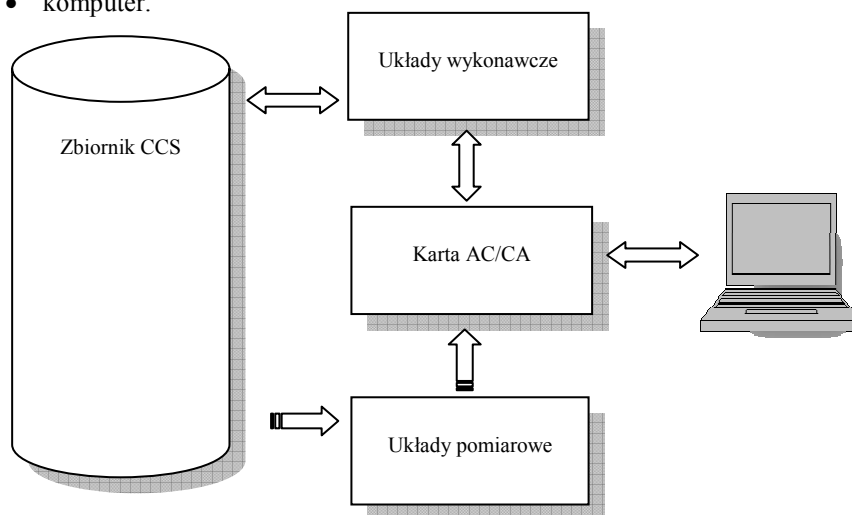 • komputer.
Układy wykonawcze
Zbiornik CCS
Karta AC/CA
Układy pomiarowe